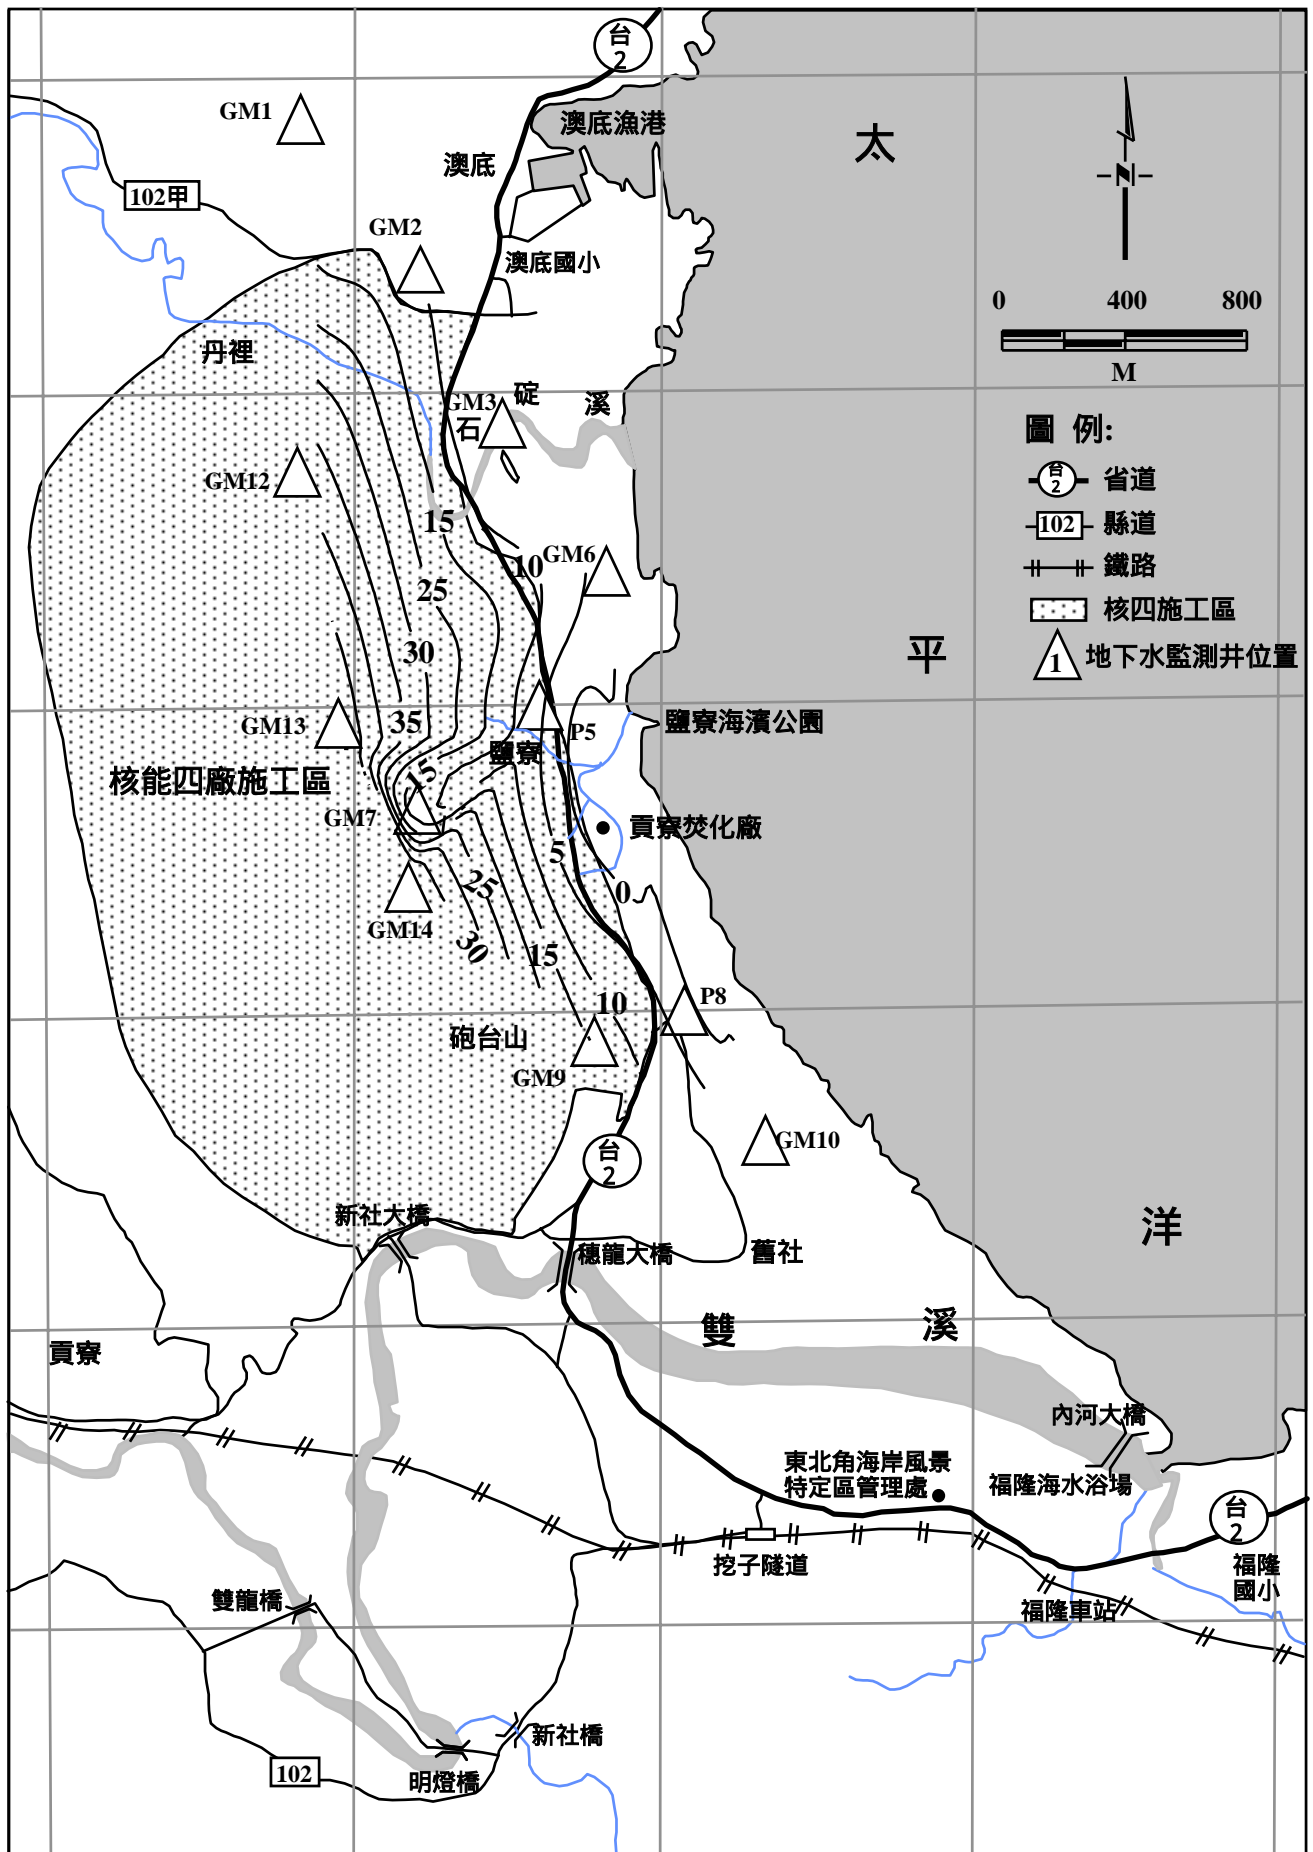 台
2
GM1
澳底漁港
太
澳底
102甲
GM2
澳底國小
0 400 800
M
丹裡
GM3
碇
溪
石
圖 例:
台
2
省道
GM12
15
102
縣道
10
GM6
鐵路
25
核四施工區
30
平
1
地下水監測井位置
35
GM13
P5
鹽寮海濱公園
鹽寮
核能四廠施工區
15
GM7
貢寮焚化廠
5
25
0
GM14
30
15
P8
10
砲台山
GM9
GM10
台
2
新社大橋
洋
穗龍大橋
舊社
雙
溪
貢寮
內河大橋
東北角海岸風景
特定區管理處
福隆海水浴場
台
2
挖子隧道
福隆
國小
雙龍橋
福隆車站
新社橋
102
明燈橋